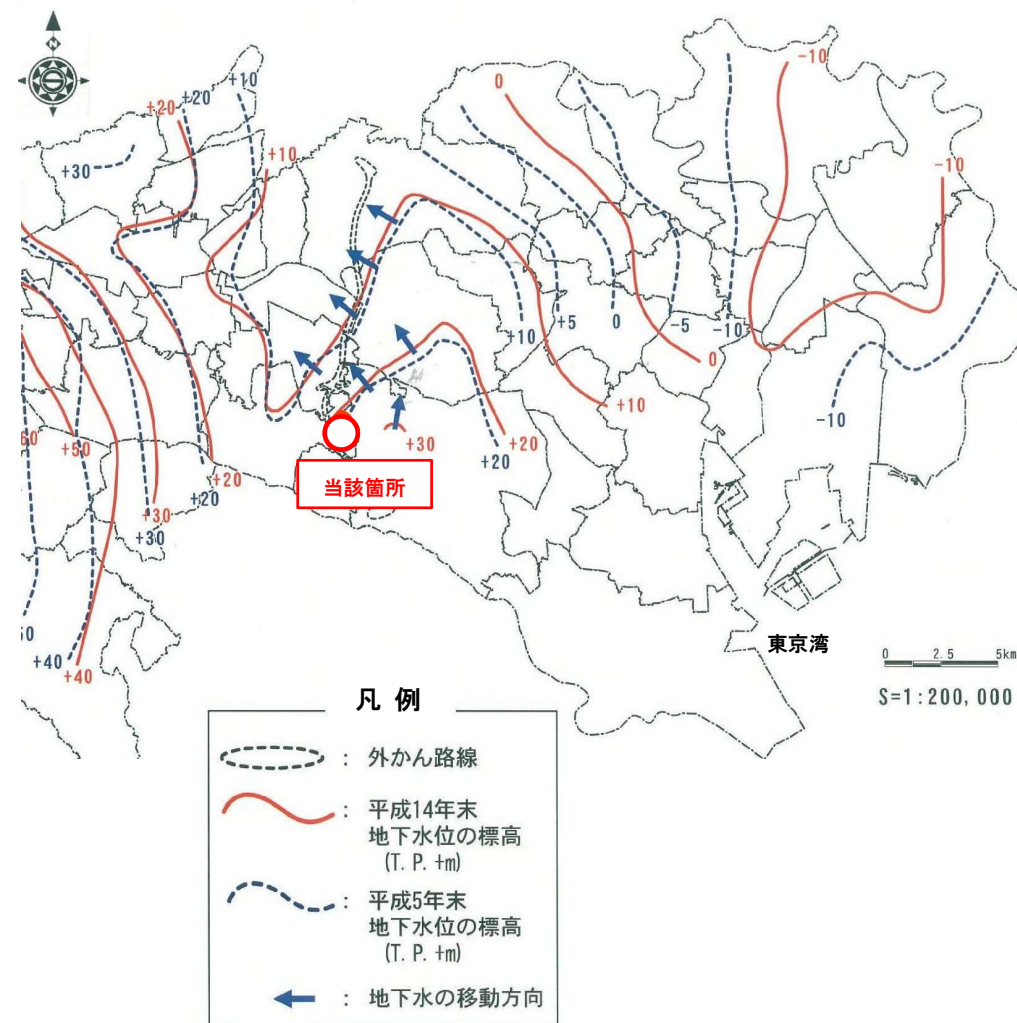 N
S
+10
+20
+20
+30
+10
0
-10
-10
+10
+5
0
-5
-10
0
+10
-10
+50
+30
+20
+20
+20
+30
当該箇所
+30
+20
+40
+40
東京湾
0 2.5 5km
S=1:200,000
凡 例
: 外かん路線
: 平成14年末
地下水位の標高
(T. P. +m)
: 平成5年末
地下水位の標高
(T. P. +m)
: 地下水の移動方向